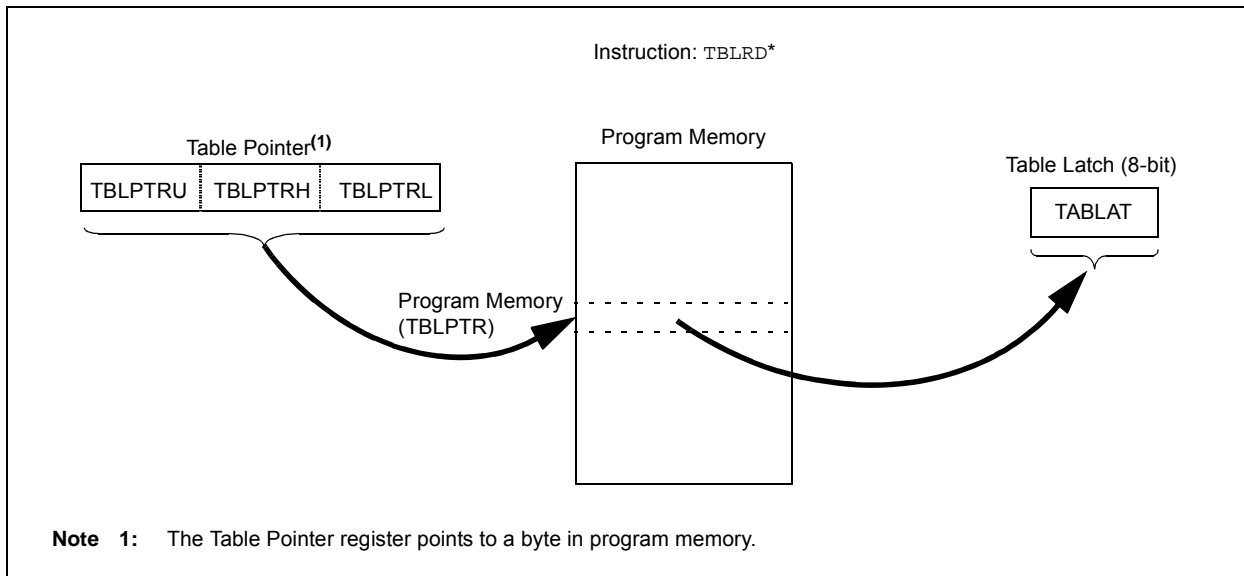 Instruction: TBLRD*
Table Pointer(1)
Program Memory
Table Latch (8-bit)
TBLPTRU TBLPTRH TBLPTRL
TABLAT
Program Memory
(TBLPTR)
Note 1: The Table Pointer register points to a byte in program memory.